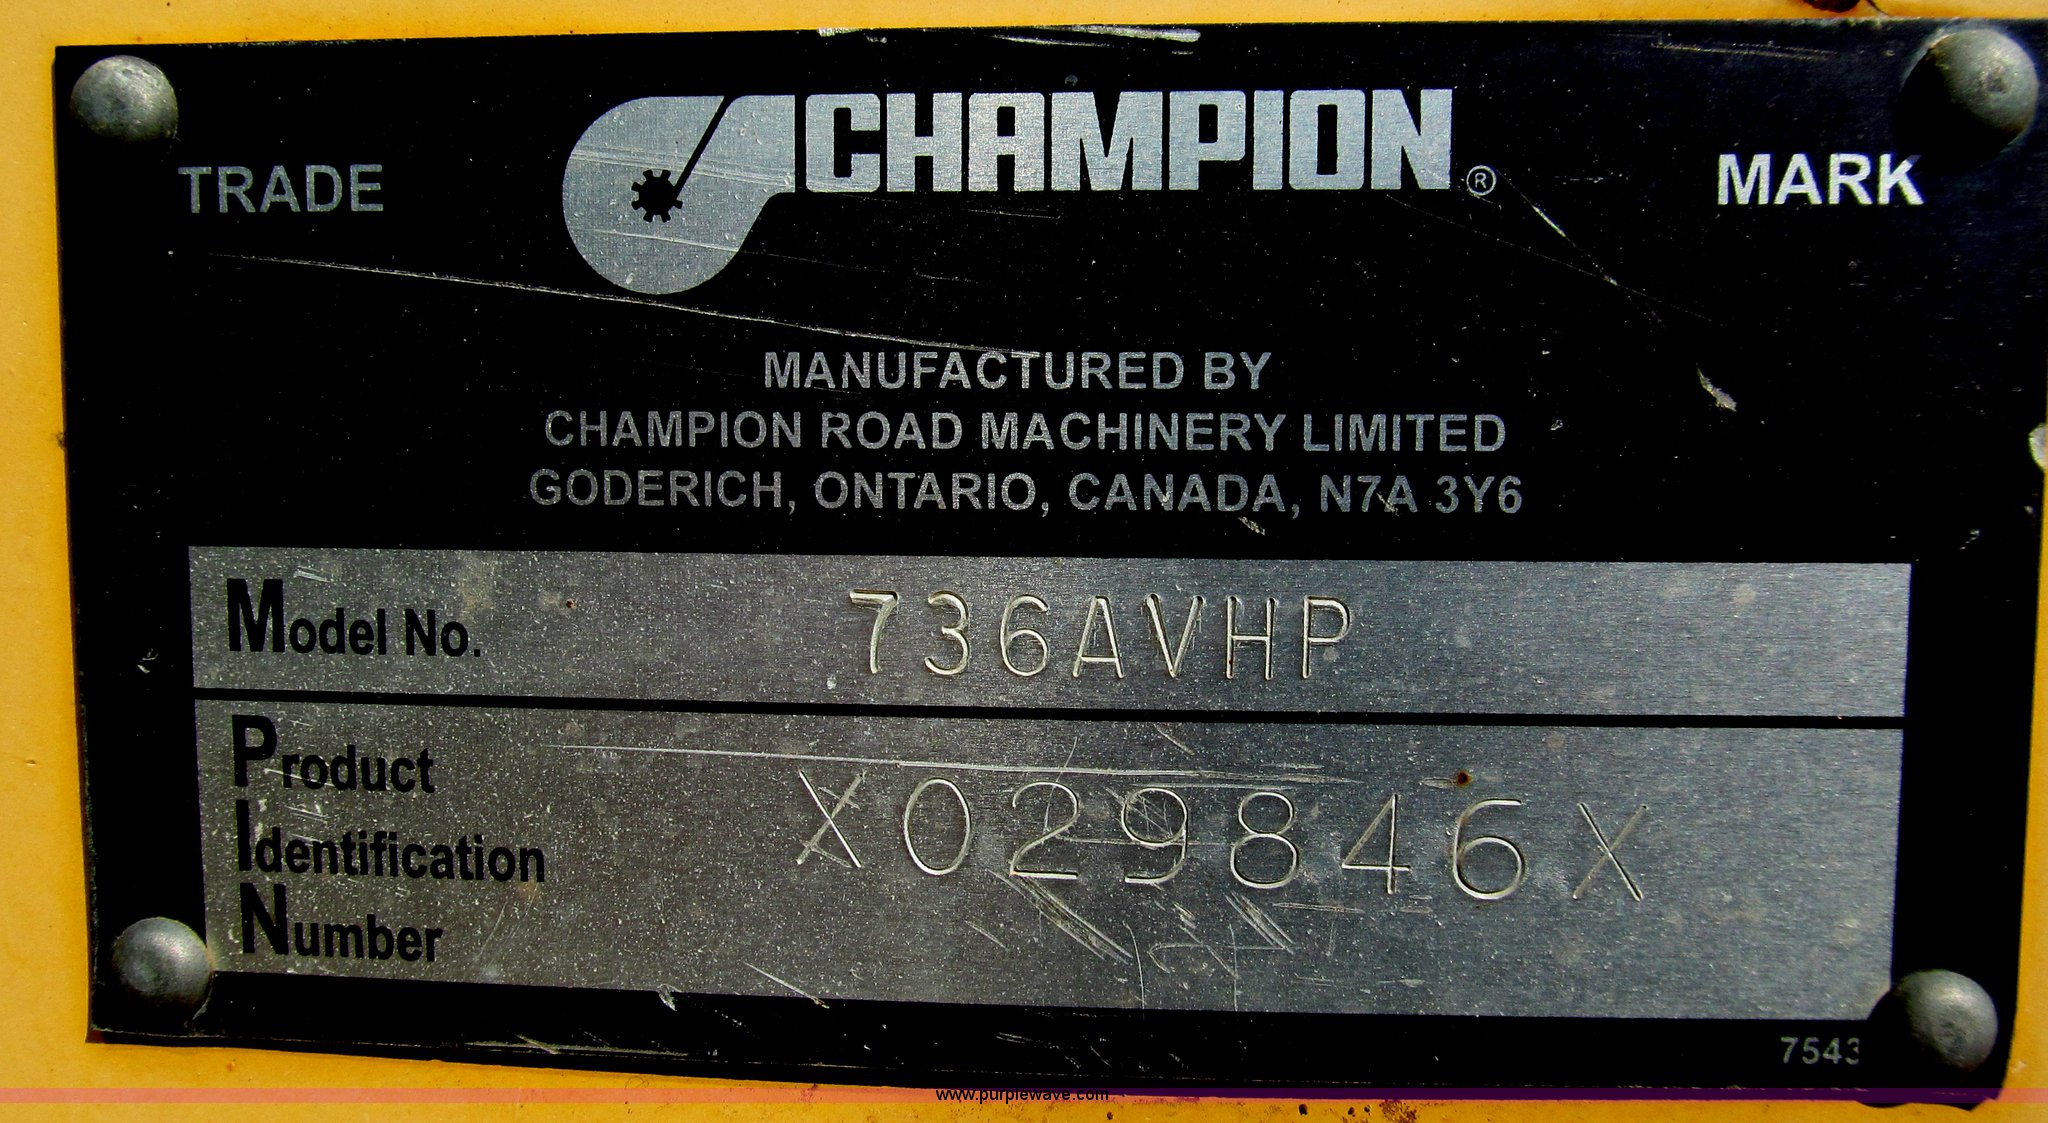 TRADE CHAMPION ® MARK
MANUFACTURED BY
CHAMPION ROAD MACHINERY LIMITED
GODERICH, ONTARIO, CANADA, N7A 3Y6
Model No. 736AVHP
Product
Identification
Number
X029846X
7543
www.purplewave.com